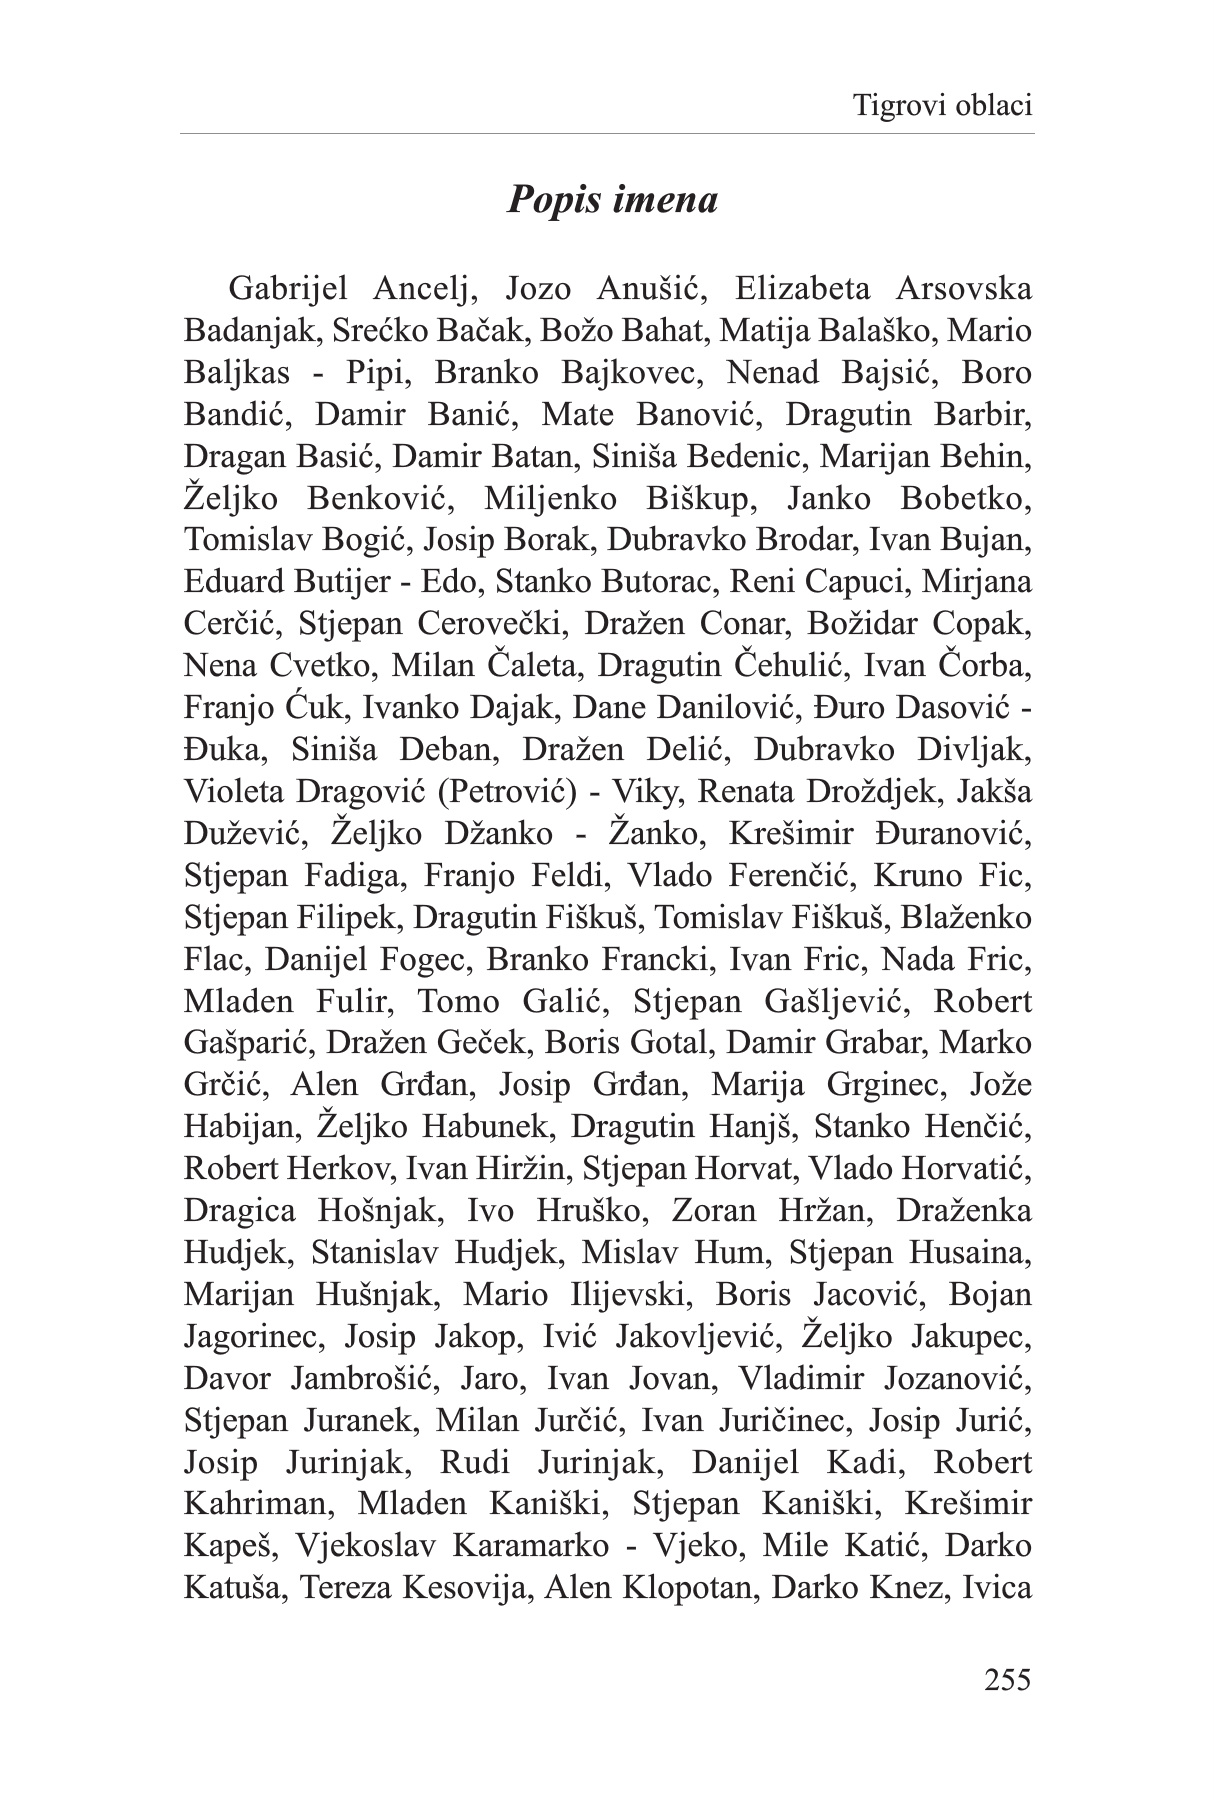 Tigrovi oblaci
Popis imena
Gabrijel Ancelj, Jozo Anušić, Elizabeta Arsovska
Badanjak, Srećko Bačak, Božo Bahat, Matija Balaško, Mario
Baljkas - Pipi, Branko Bajkovec, Nenad Bajsić, Boro
Bandić, Damir Banić, Mate Banović, Dragutin Barbir,
Dragan Basić, Damir Batan, Siniša Bedenic, Marijan Behin,
Željko Benković, Miljenko Biškup, Janko Bobetko,
Tomislav Bogić, Josip Borak, Dubravko Brodar, Ivan Bujan,
Eduard Butijer - Edo, Stanko Butorac, Reni Capuci, Mirjana
Cerčić, Stjepan Cerovečki, Dražen Conar, Božidar Copak,
Nena Cvetko, Milan Čaleta, Dragutin Čehulić, Ivan Čorba,
Franjo Ćuk, Ivanko Dajak, Dane Danilović, Đuro Dasović -
Đuka, Siniša Deban, Dražen Delić, Dubravko Divljak,
Violeta Dragović (Petrović) - Viky, Renata Droždjek, Jakša
Dužević, Željko Džanko - Žanko, Krešimir Đuranović,
Stjepan Fadiga, Franjo Feldi, Vlado Ferenčić, Kruno Fic,
Stjepan Filipek, Dragutin Fiškuš, Tomislav Fiškuš, Blaženko
Flac, Danijel Fogec, Branko Francki, Ivan Fric, Nada Fric,
Mladen Fulir, Tomo Galić, Stjepan Gašljević, Robert
Gašparić, Dražen Geček, Boris Gotal, Damir Grabar, Marko
Grčić, Alen Grđan, Josip Grđan, Marija Grginec, Jože
Habijan, Željko Habunek, Dragutin Hanjš, Stanko Henčić,
Robert Herkov, Ivan Hiržin, Stjepan Horvat, Vlado Horvatić,
Dragica Hošnjak, Ivo Hruško, Zoran Hržan, Draženka
Hudjek, Stanislav Hudjek, Mislav Hum, Stjepan Husaina,
Marijan Hušnjak, Mario Ilijevski, Boris Jacović, Bojan
Jagorinec, Josip Jakop, Ivić Jakovljević, Željko Jakupec,
Davor Jambrošić, Jaro, Ivan Jovan, Vladimir Jozanović,
Stjepan Juranek, Milan Jurčić, Ivan Juričinec, Josip Jurić,
Josip Jurinjak, Rudi Jurinjak, Danijel Kadi, Robert
Kahriman, Mladen Kaniški, Stjepan Kaniški, Krešimir
Kapeš, Vjekoslav Karamarko - Vjeko, Mile Katić, Darko
Katuša, Tereza Kesovija, Alen Klopotan, Darko Knez, Ivica
255